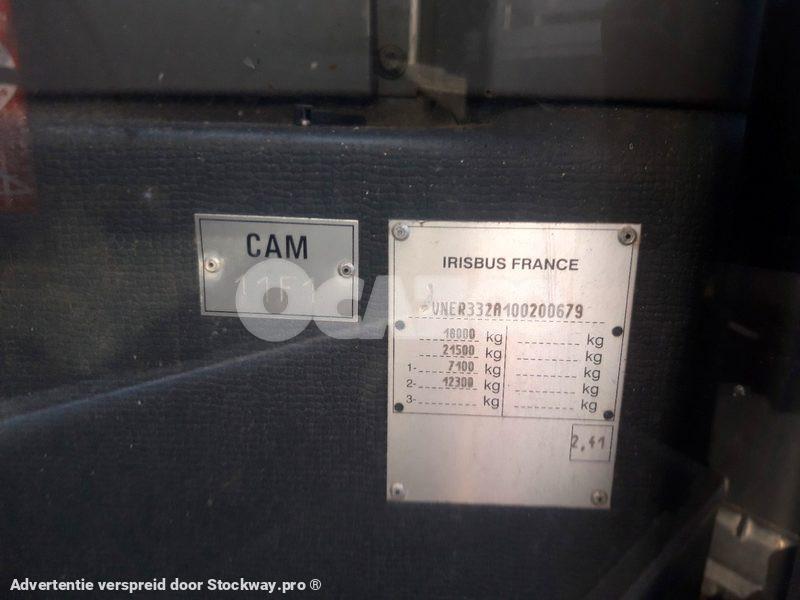 CAM
IRISBUS FRANCE
VNER332A100200679
18000 kg kg
21500 kg kg
1- 7100 kg kg
2- 12300 kg kg
3- kg kg
2,41
Advertentie verspreid door Stockway.pro ®